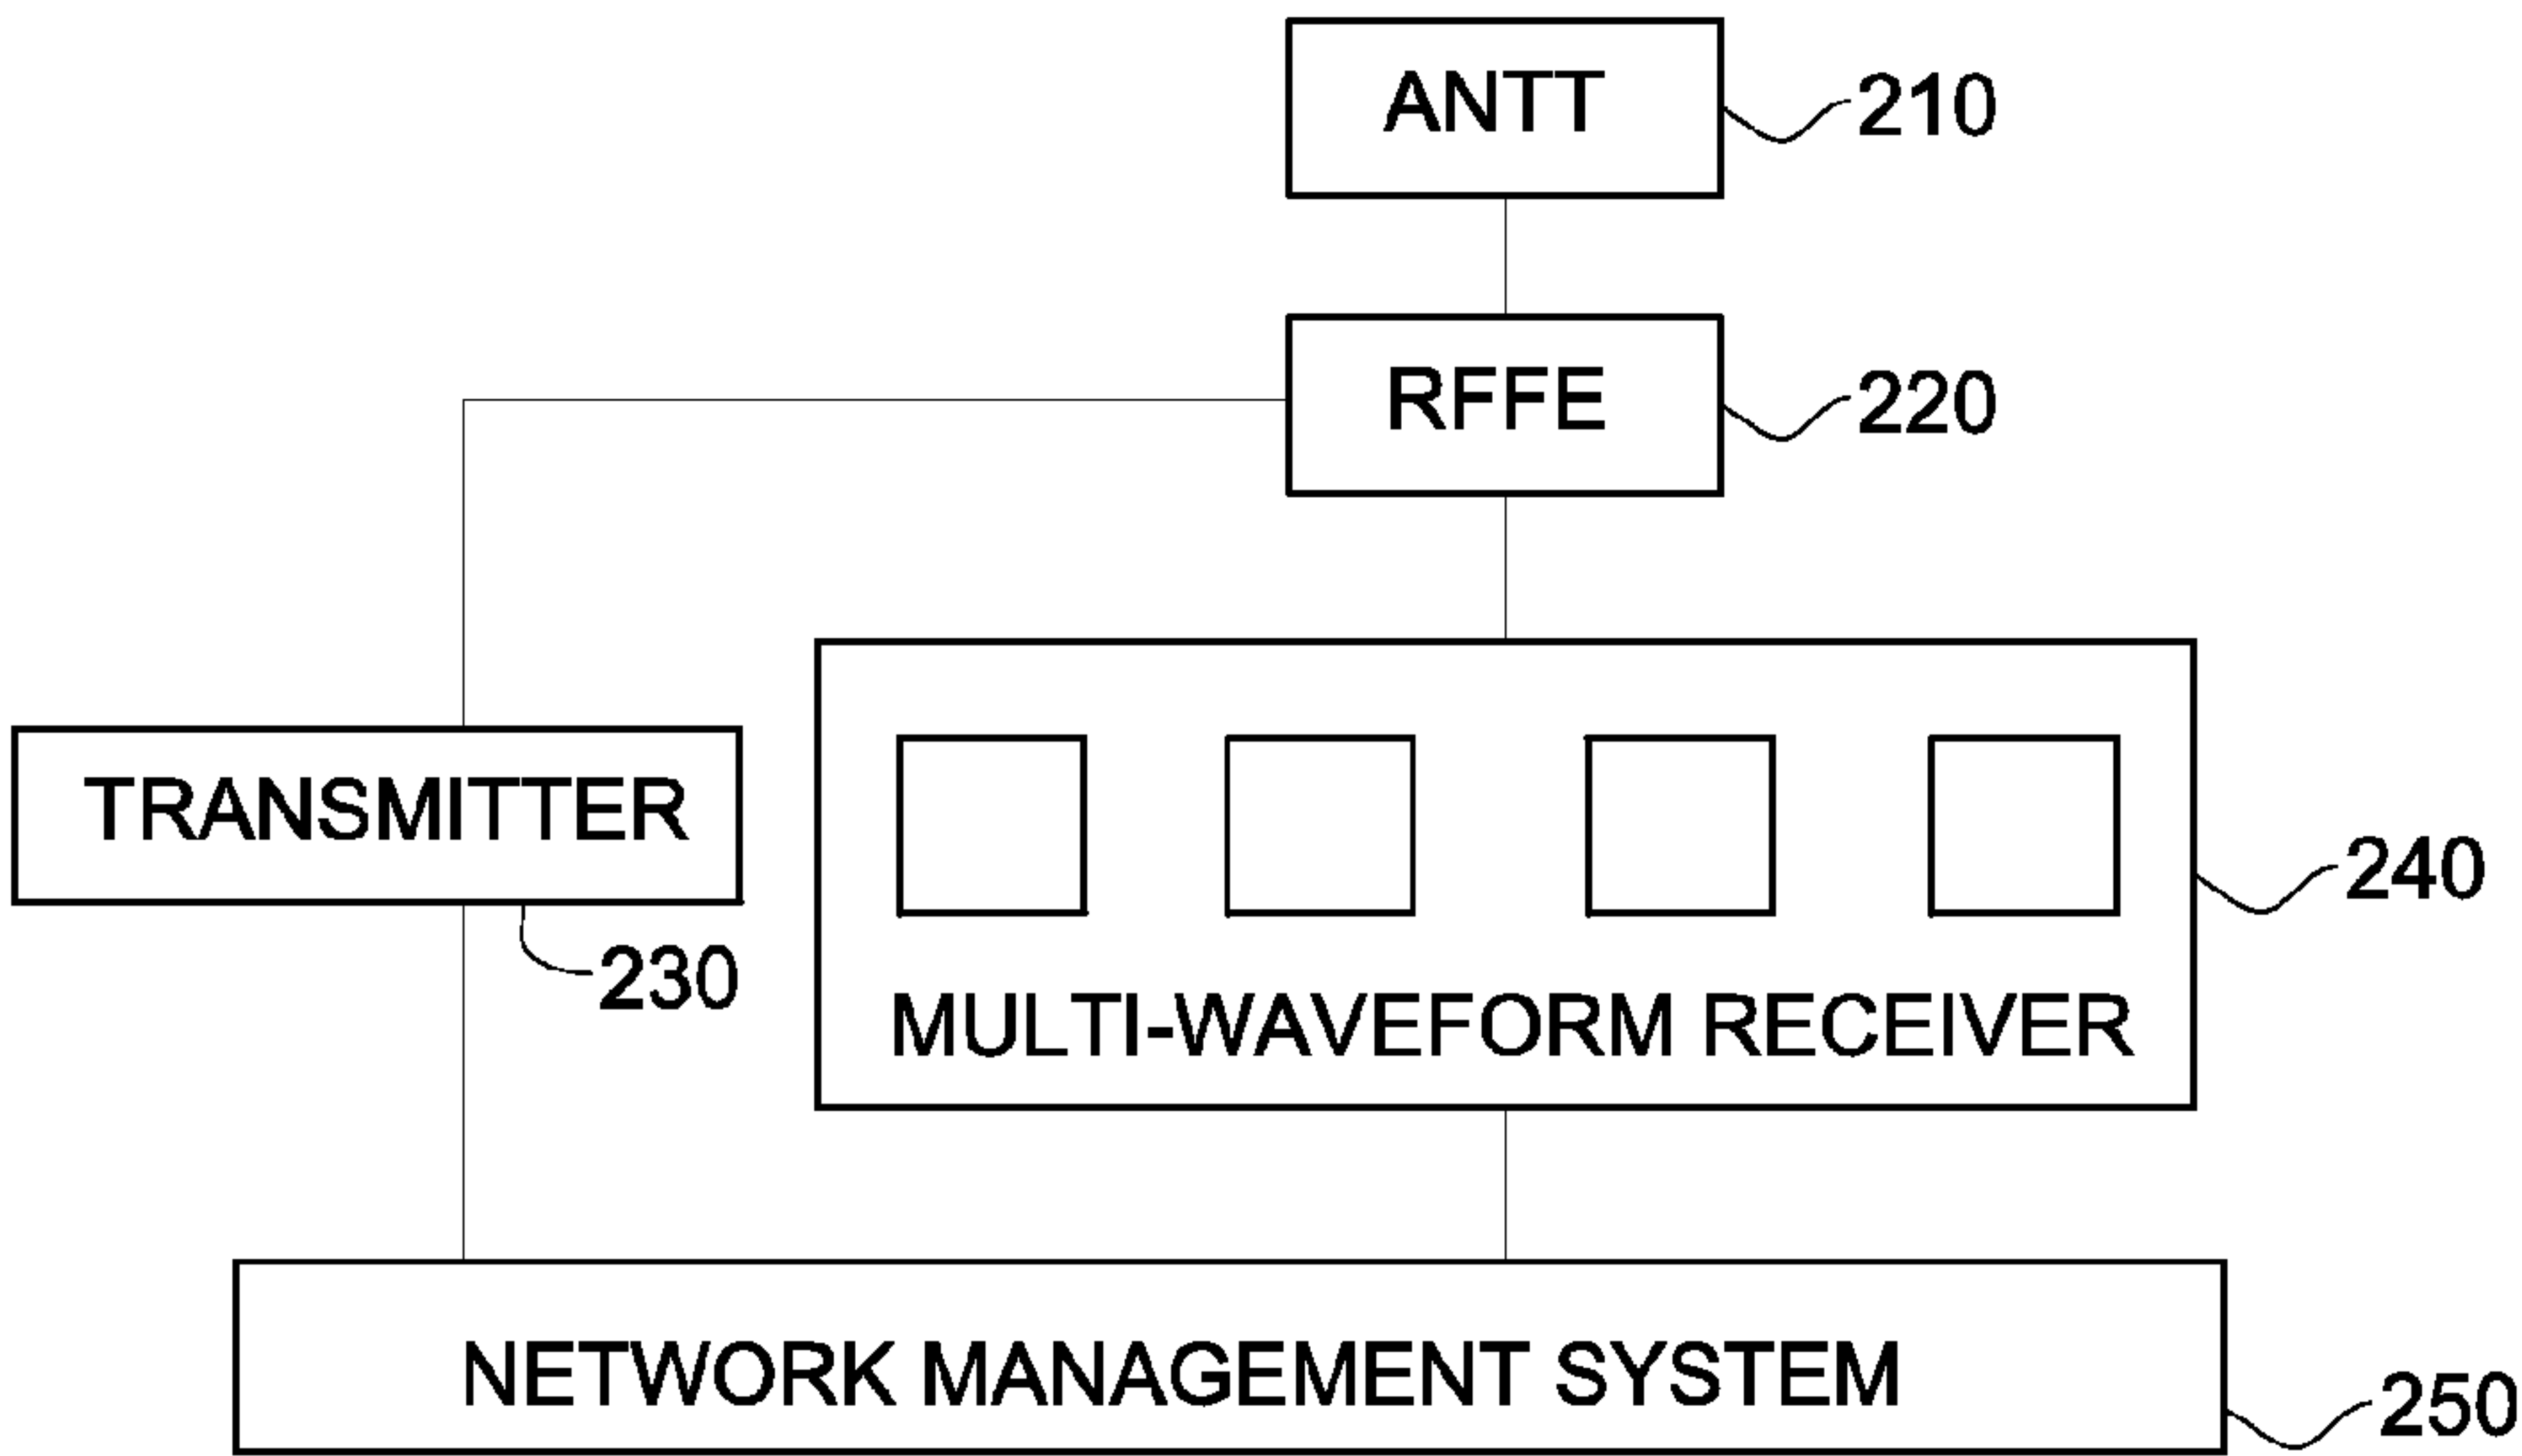 ANTT
210
RFFE
220
TRANSMITTER
230
240
MULTI-WAVEFORM RECEIVER
NETWORK MANAGEMENT SYSTEM
250